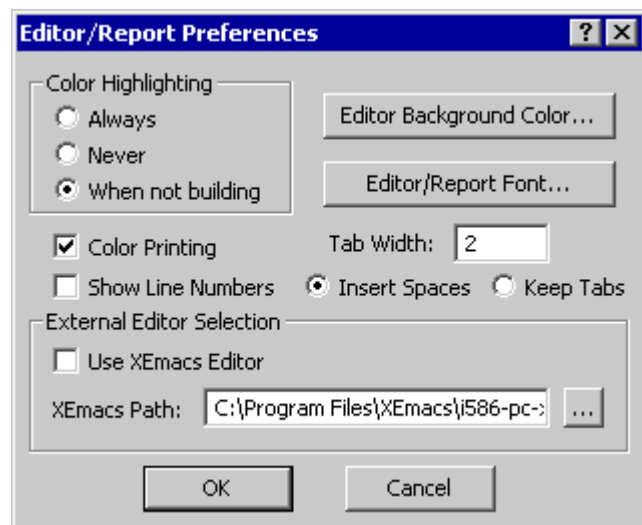 Editor/Report Preferences
Color Highlighting
Always
Never
When not building
Editor Background Color...
Editor/Report Font...
Color Printing
Tab Width: 2
Show Line Numbers
Insert Spaces
Keep Tabs
External Editor Selection
Use XEmacs Editor
XEmacs Path: C:\Program Files\XEmacs\i586-pc-
...
OK
Cancel